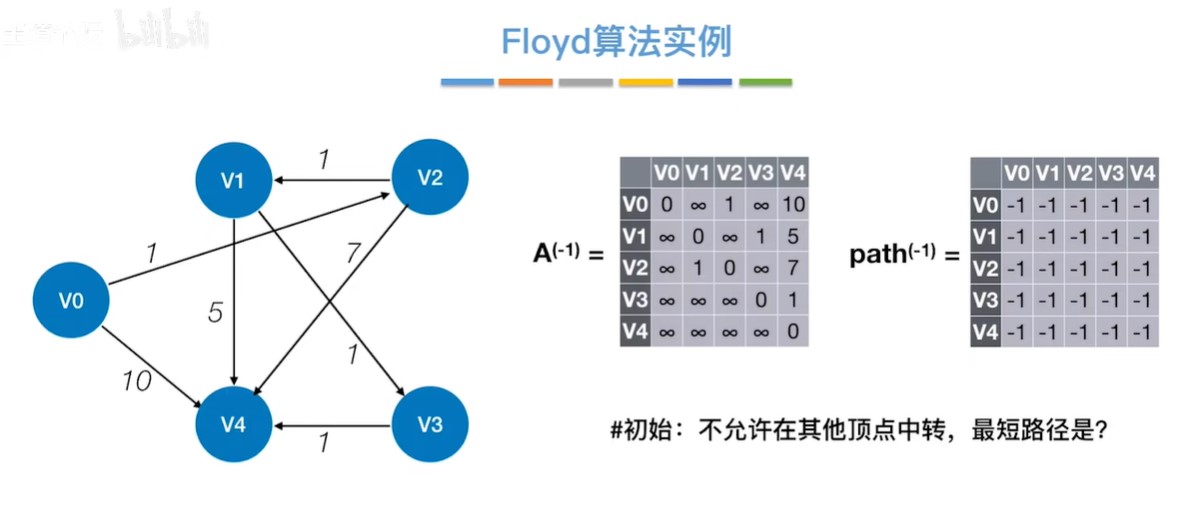 Floyd算法实例
V1
1
V2
1
7
V0
5
1
10
V4
1
V3
A(-1) =
V0 V1 V2 V3 V4
V0 0 ∞ 1 ∞ 10
V1 ∞ 0 ∞ 1 5
V2 ∞ 1 0 ∞ 7
V3 ∞ ∞ ∞ 0 1
V4 ∞ ∞ ∞ ∞ 0
path(-1) =
V0 V1 V2 V3 V4
V0 -1 -1 -1 -1 -1
V1 -1 -1 -1 -1 -1
V2 -1 -1 -1 -1 -1
V3 -1 -1 -1 -1 -1
V4 -1 -1 -1 -1 -1
#初始：不允许在其他顶点中转，最短路径是？